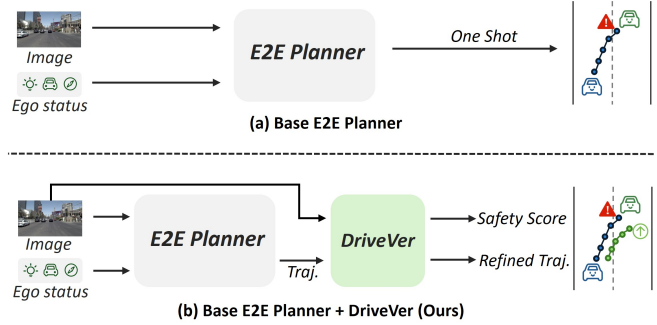 Image
Ego status
E2E Planner
One Shot
(a) Base E2E Planner
Image
Ego status
E2E Planner
Traj.
DriveVer
Safety Score
Refined Traj.
(b) Base E2E Planner + DriveVer (Ours)